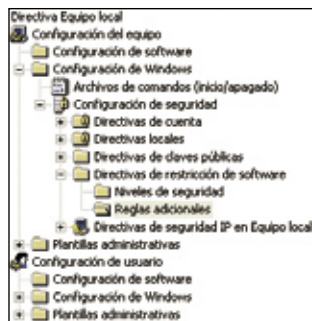 Directiva Equipo local
Configuración del equipo
Configuración de software
Configuración de Windows
Archivos de comandos (inicio/apagado)
Configuración de seguridad
Directivas de cuenta
Directivas locales
Directivas de claves públicas
Directivas de restricción de software
Niveles de seguridad
Reglas adicionales
Directivas de seguridad IP en Equipo local
Plantillas administrativas
Configuración de usuario
Configuración de software
Configuración de Windows
Plantillas administrativas